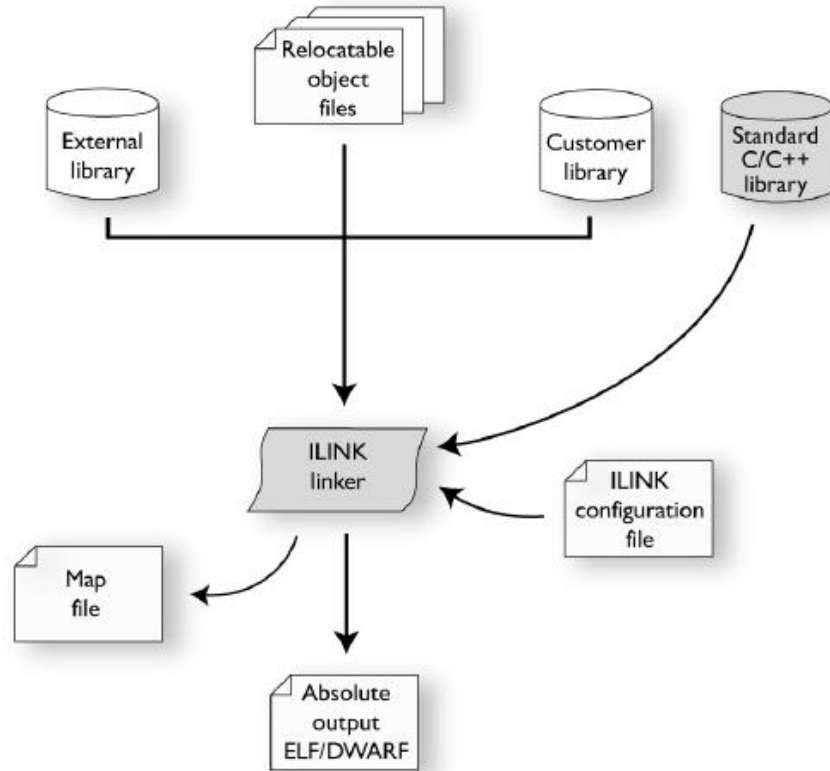 Relocatable
object
files
External
library
Customer
library
Standard
C/C++
library
ILINK
linker
ILINK
configuration
file
Map
file
Absolute
output
ELF/DWARF